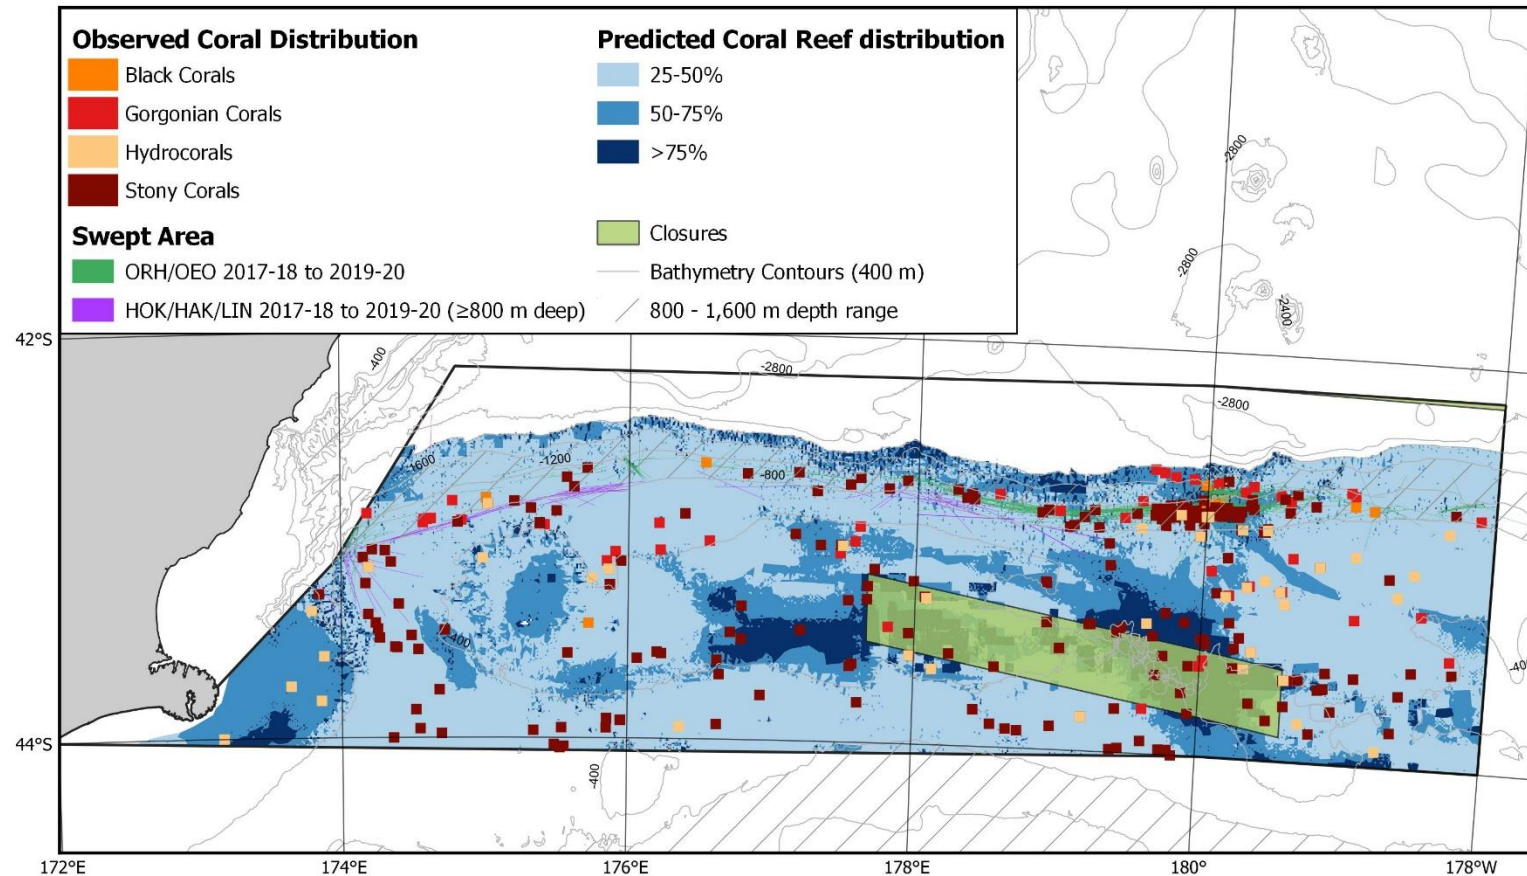 Observed Coral Distribution
Black Corals
Gorgonian Corals
Hydrocorals
Stony Corals
Swept Area
ORH/OEO 2017-18 to 2019-20
HOK/HAK/LIN 2017-18 to 2019-20 (≥800 m deep)
Predicted Coral Reef distribution
25-50%
50-75%
>75%
Closures
Bathymetry Contours (400 m)
800 - 1,600 m depth range
-2800
-2800
-2400
42°S
-400
-2800
-2800
-1600
-1200
-800
-400
-400
44°S
-400
172°E
174°E
176°E
178°E
180°
178°W